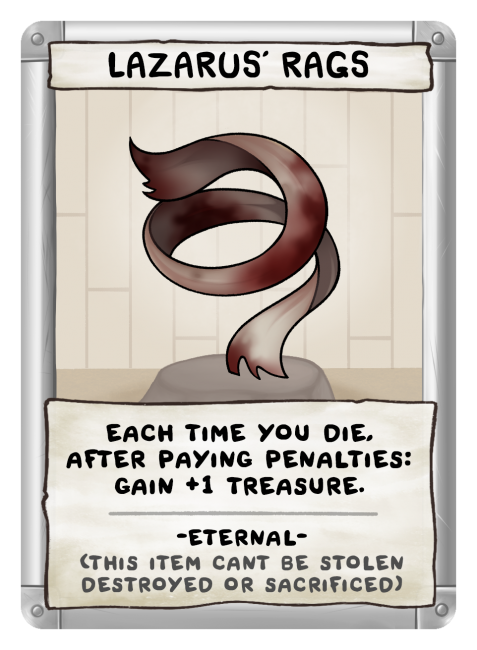 LAZARUS' RAGS
EACH TIME YOU DIE,
AFTER PAYING PENALTIES:
GAIN +1 TREASURE.
-ETERNAL-
(THIS ITEM CANT BE STOLEN
DESTROYED OR SACRIFICED)